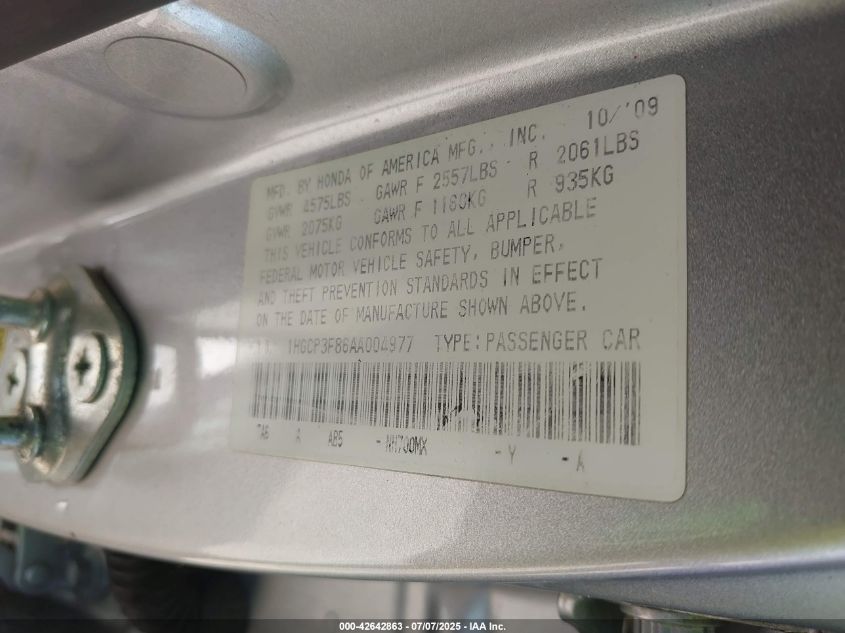 MFD. BY HONDA OF AMERICA MFG., INC. 10/'09
GVWR 4575LBS GAWR F 2557LBS R 2061LBS
GVWR 2075KG GAWR F 1160KG R 935KG
THIS VEHICLE CONFORMS TO ALL APPLICABLE
FEDERAL MOTOR VEHICLE SAFETY, BUMPER,
AND THEFT PREVENTION STANDARDS IN EFFECT
ON THE DATE OF MANUFACTURE SHOWN ABOVE.
1HGCP3F86AA004977 TYPE:PASSENGER CAR
TA6 A AB5 -NH700MX -Y -A
000-42642863 - 07/07/2025 - IAA Inc.